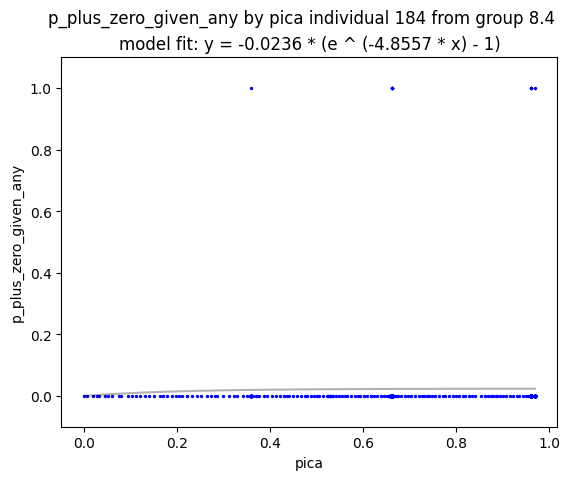 p_plus_zero_given_any by pica individual 184 from group 8.4
model fit: y = -0.0236 * (e ^ (-4.8557 * x) - 1)
1.0
0.8
0.6
0.4
0.2
0.0
p_plus_zero_given_any
0.0 0.2 0.4 0.6 0.8 1.0
pica